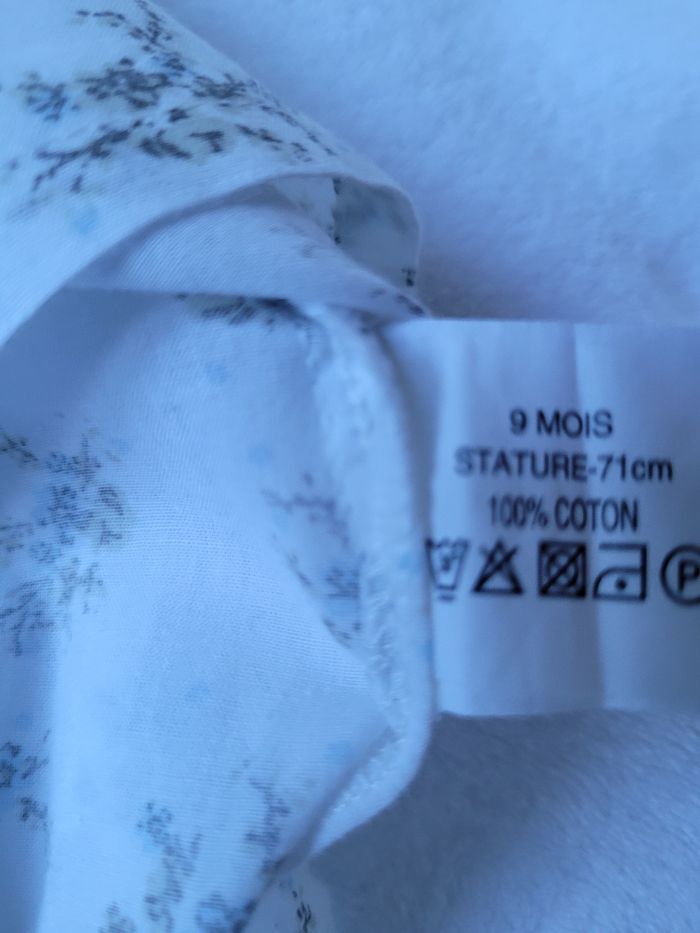 9 MOIS
STATURE-71cm
100% COTON
P